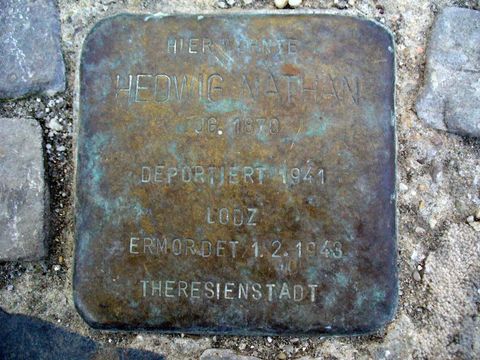 HIER WOHNTE
HEDWIG NATHAN
JG. 1870
DEPORTIERT 1941
LODZ
ERMORDET 1.2.1943
THERESIENSTADT